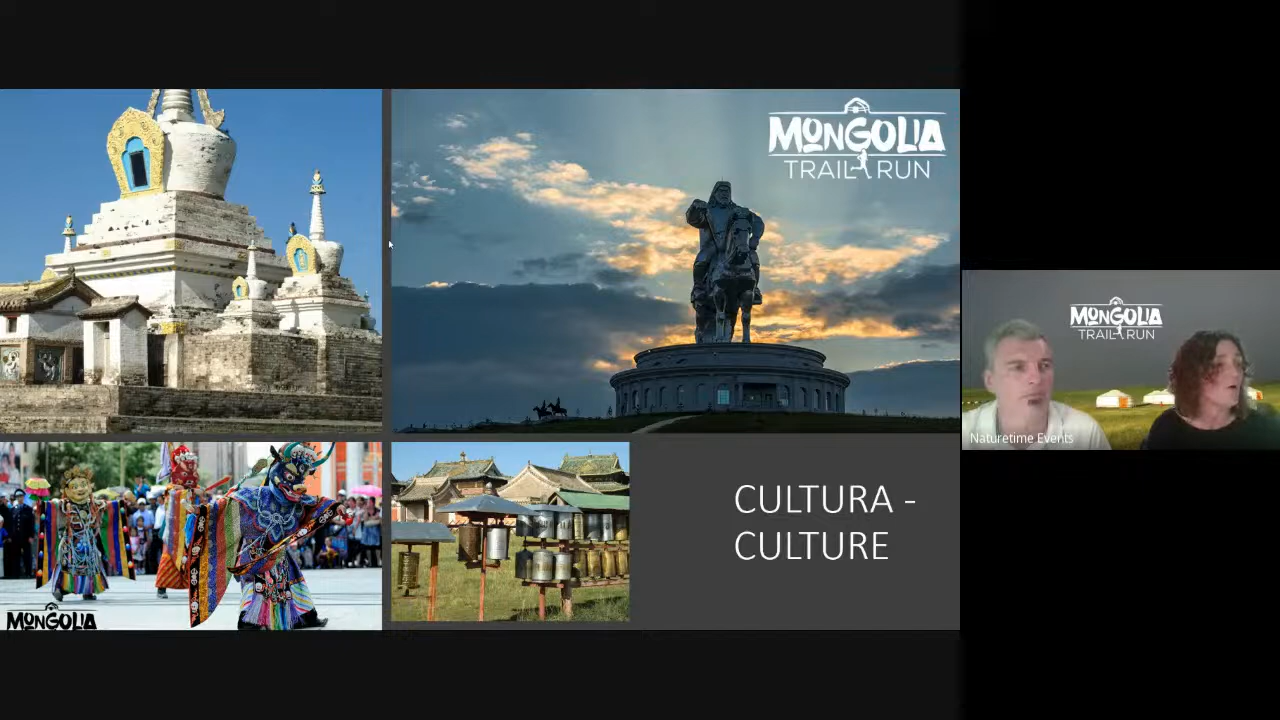 MONGOLIA
TRAIL RUN
CULTURA -
CULTURE
MONGOLIA
MONGOLIA
TRAIL RUN
Naturetime Events